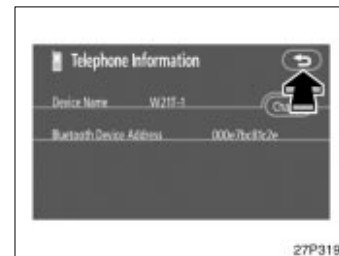 Telephone Information
Device Name W21T-1
Bluetooth Device Address 000e7bc81c2e
27P319